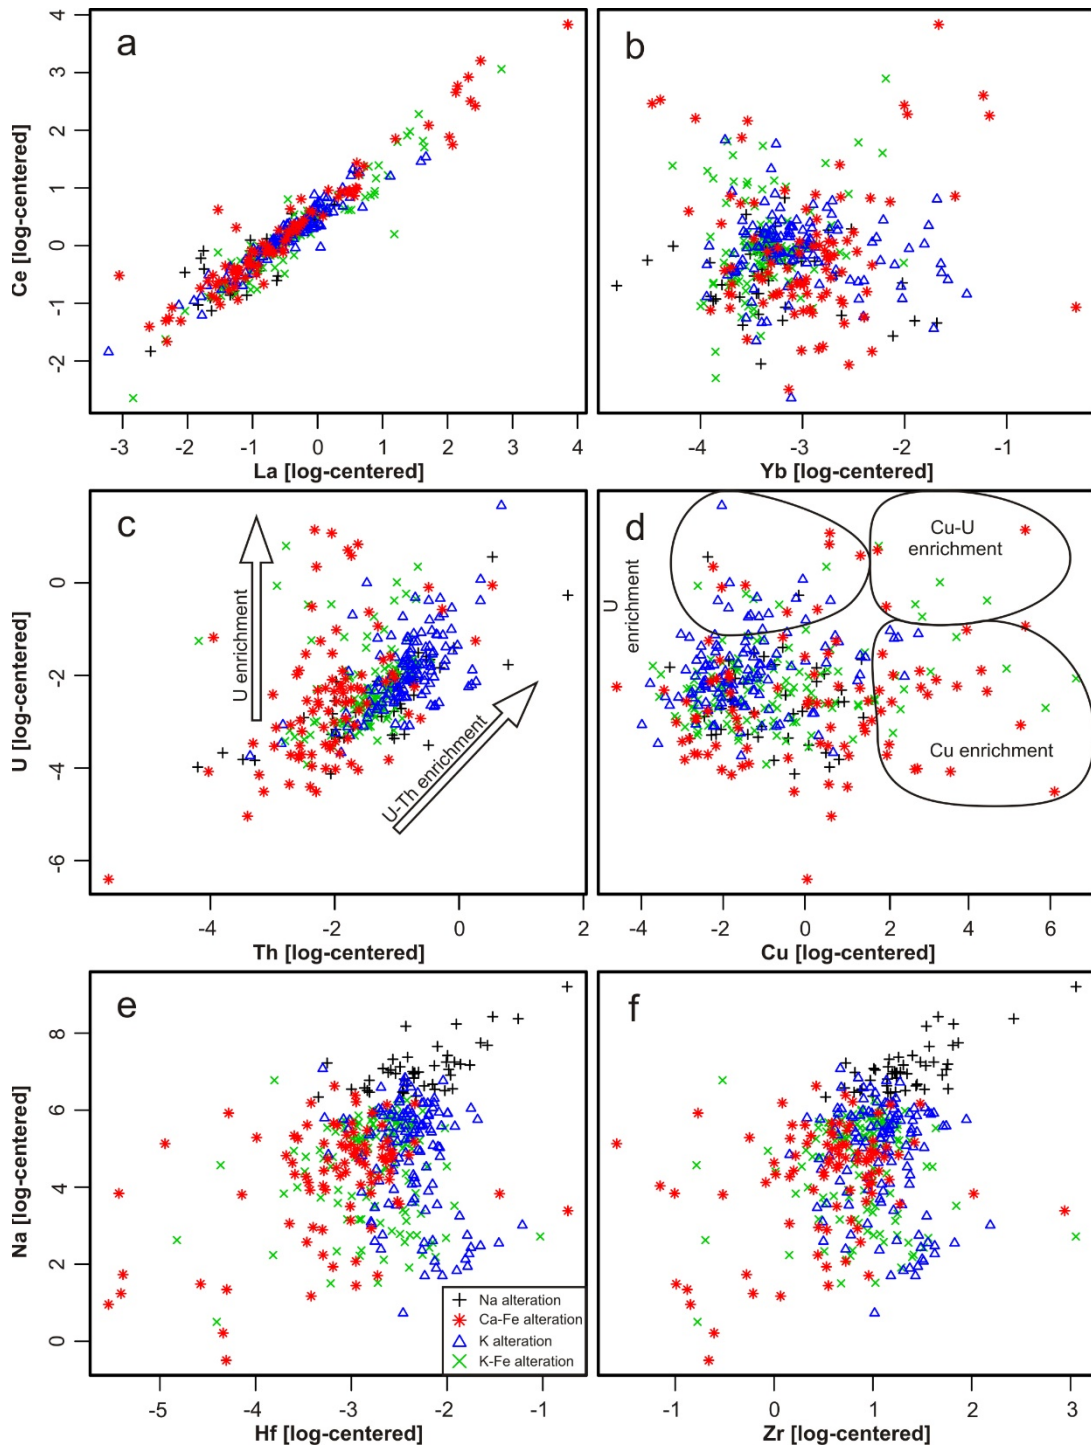 a
b
4
3
2
1
0
-1
-2
Ce [log-centered]
-3
-2
-1
0
1
2
3
4
La [log-centered]
-4
-3
-2
-1
Yb [log-centered]
c
d
0
-2
-4
-6
U [log-centered]
U enrichment
U-Th enrichment
U
enrichment
Cu-U
enrichment
Cu enrichment
-4
-2
0
2
Th [log-centered]
-4
-2
0
2
4
6
Cu [log-centered]
e
f
8
6
4
2
0
Na [log-centered]
Na alteration
Ca-Fe alteration
K alteration
K-Fe alteration
-5
-4
-3
-2
-1
Hf [log-centered]
-1
0
1
2
3
Zr [log-centered]